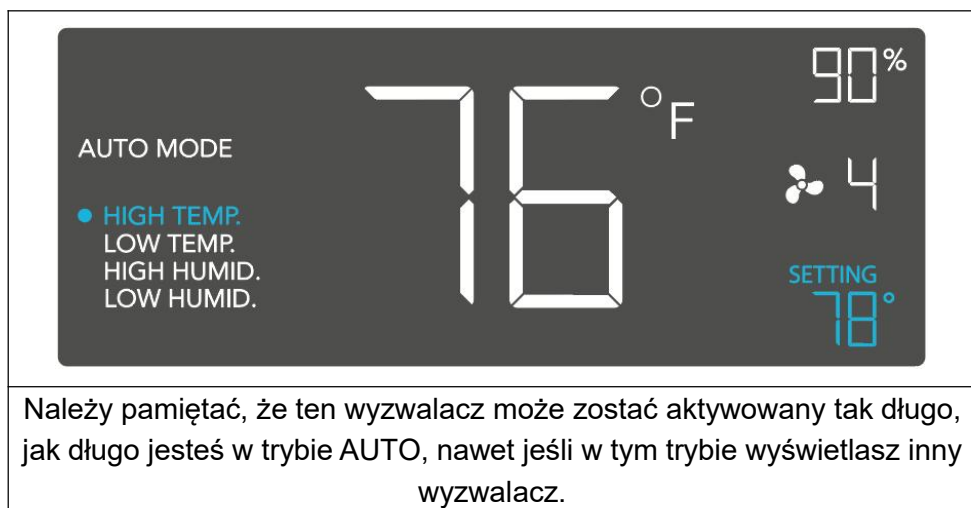 90%
76°F
AUTO MODE
4
HIGH TEMP.
LOW TEMP.
HIGH HUMID.
LOW HUMID.
SETTING
78°
Należy pamiętać, że ten wyzwalacz może zostać aktywowany tak długo,
jak długo jesteś w trybie AUTO, nawet jeśli w tym trybie wyświetlasz inny
wyzwalacz.